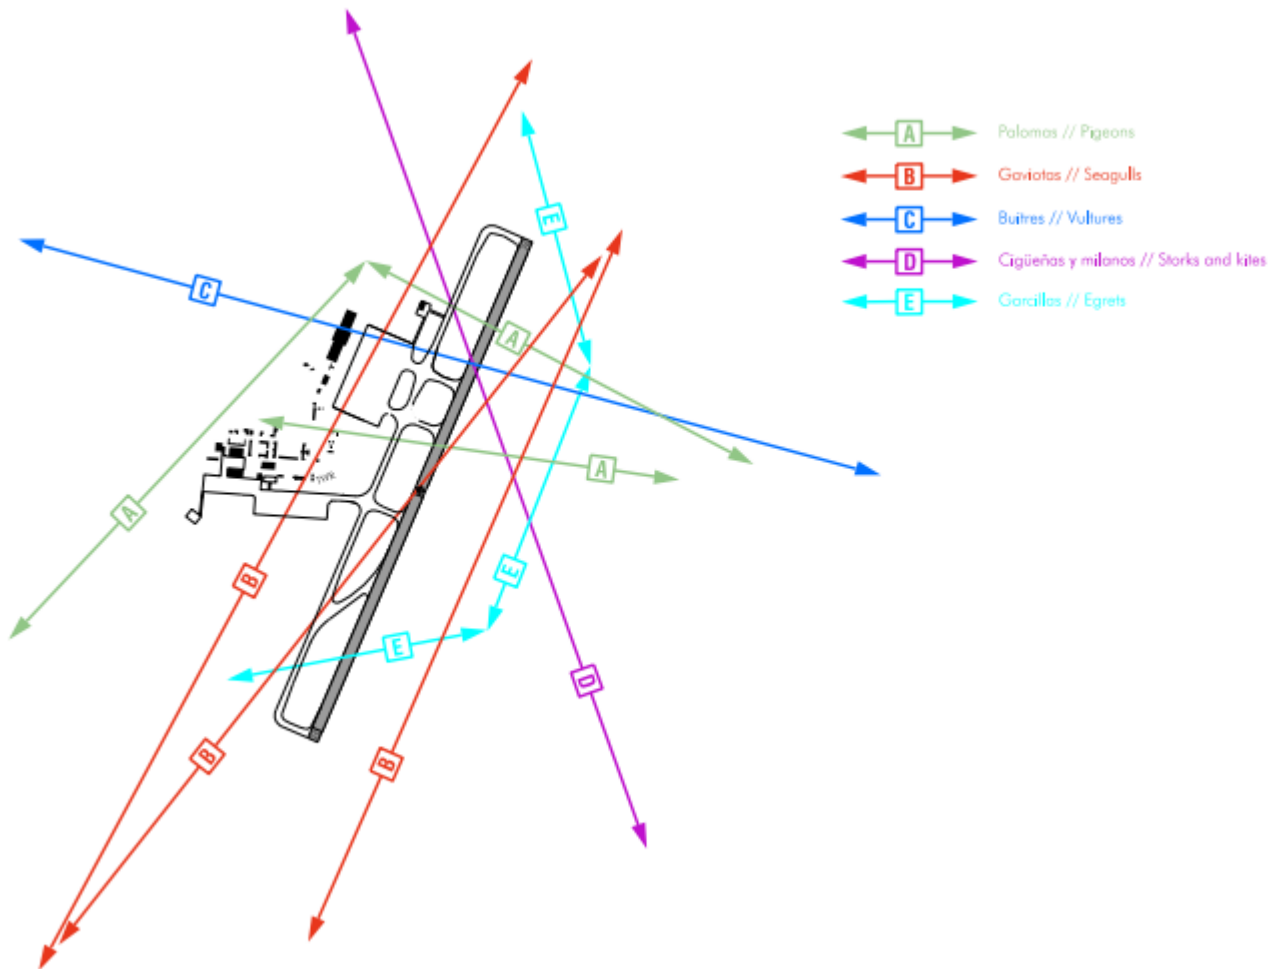 A Palomas // Pigeons
B Gaviotas // Seagulls
C Buitres // Vultures
D Cigüeñas y milanos // Storks and kites
E Garcillas // Egrets
E
C
A
A
A
TWR
B
E
E
D
B
B